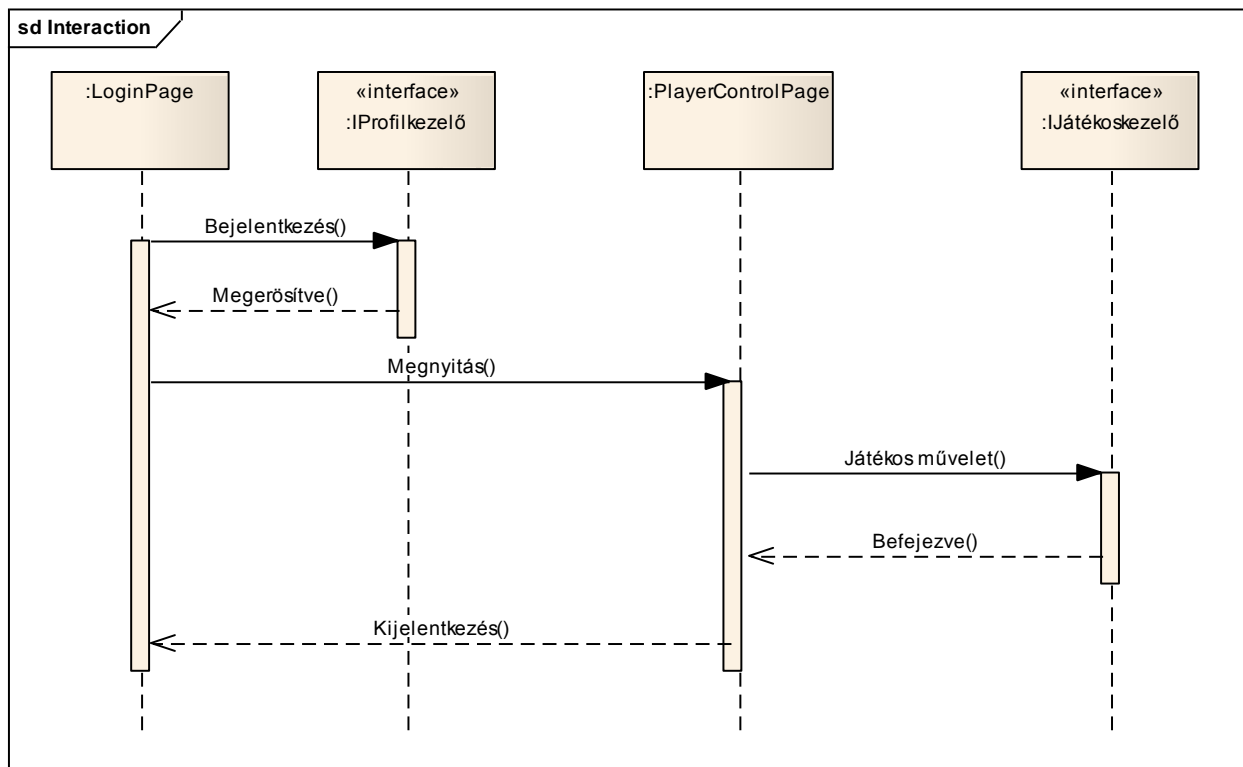 sd Interaction
:LoginPage
«interface»
:IProfilkezelő
:PlayerControlPage
«interface»
:IJátékoskezelő
Bejelentkezés()
Megerösítve()
Megnyitás()
Játékos művelet()
Befejezve()
Kijelentkezés()